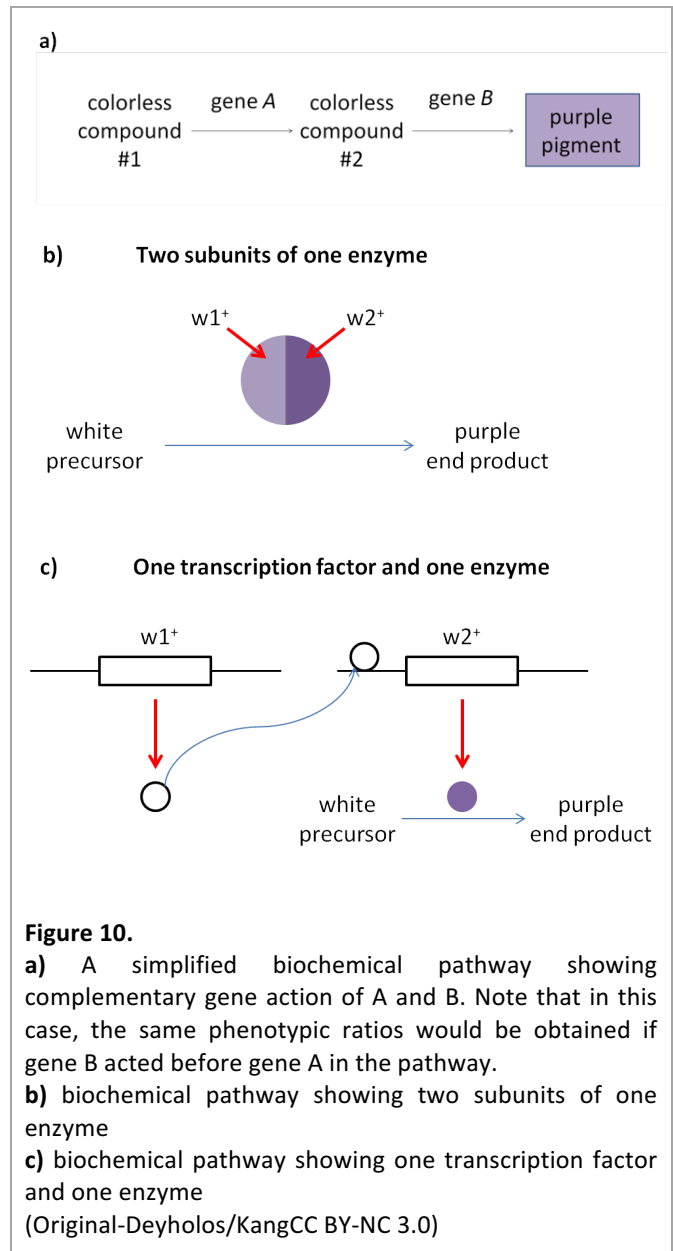 a)
colorless gene A colorless gene B purple
compound compound pigment
#1 #2
b) Two subunits of one enzyme
w1⁺ w2⁺
white purple
precursor end product
c) One transcription factor and one enzyme
w1⁺ w2⁺
white purple
precursor end product
Figure 10.
a) A simplified biochemical pathway showing
complementary gene action of A and B. Note that in this
case, the same phenotypic ratios would be obtained if
gene B acted before gene A in the pathway.
b) biochemical pathway showing two subunits of one
enzyme
c) biochemical pathway showing one transcription factor
and one enzyme
(Original-Deyholos/KangCC BY-NC 3.0)